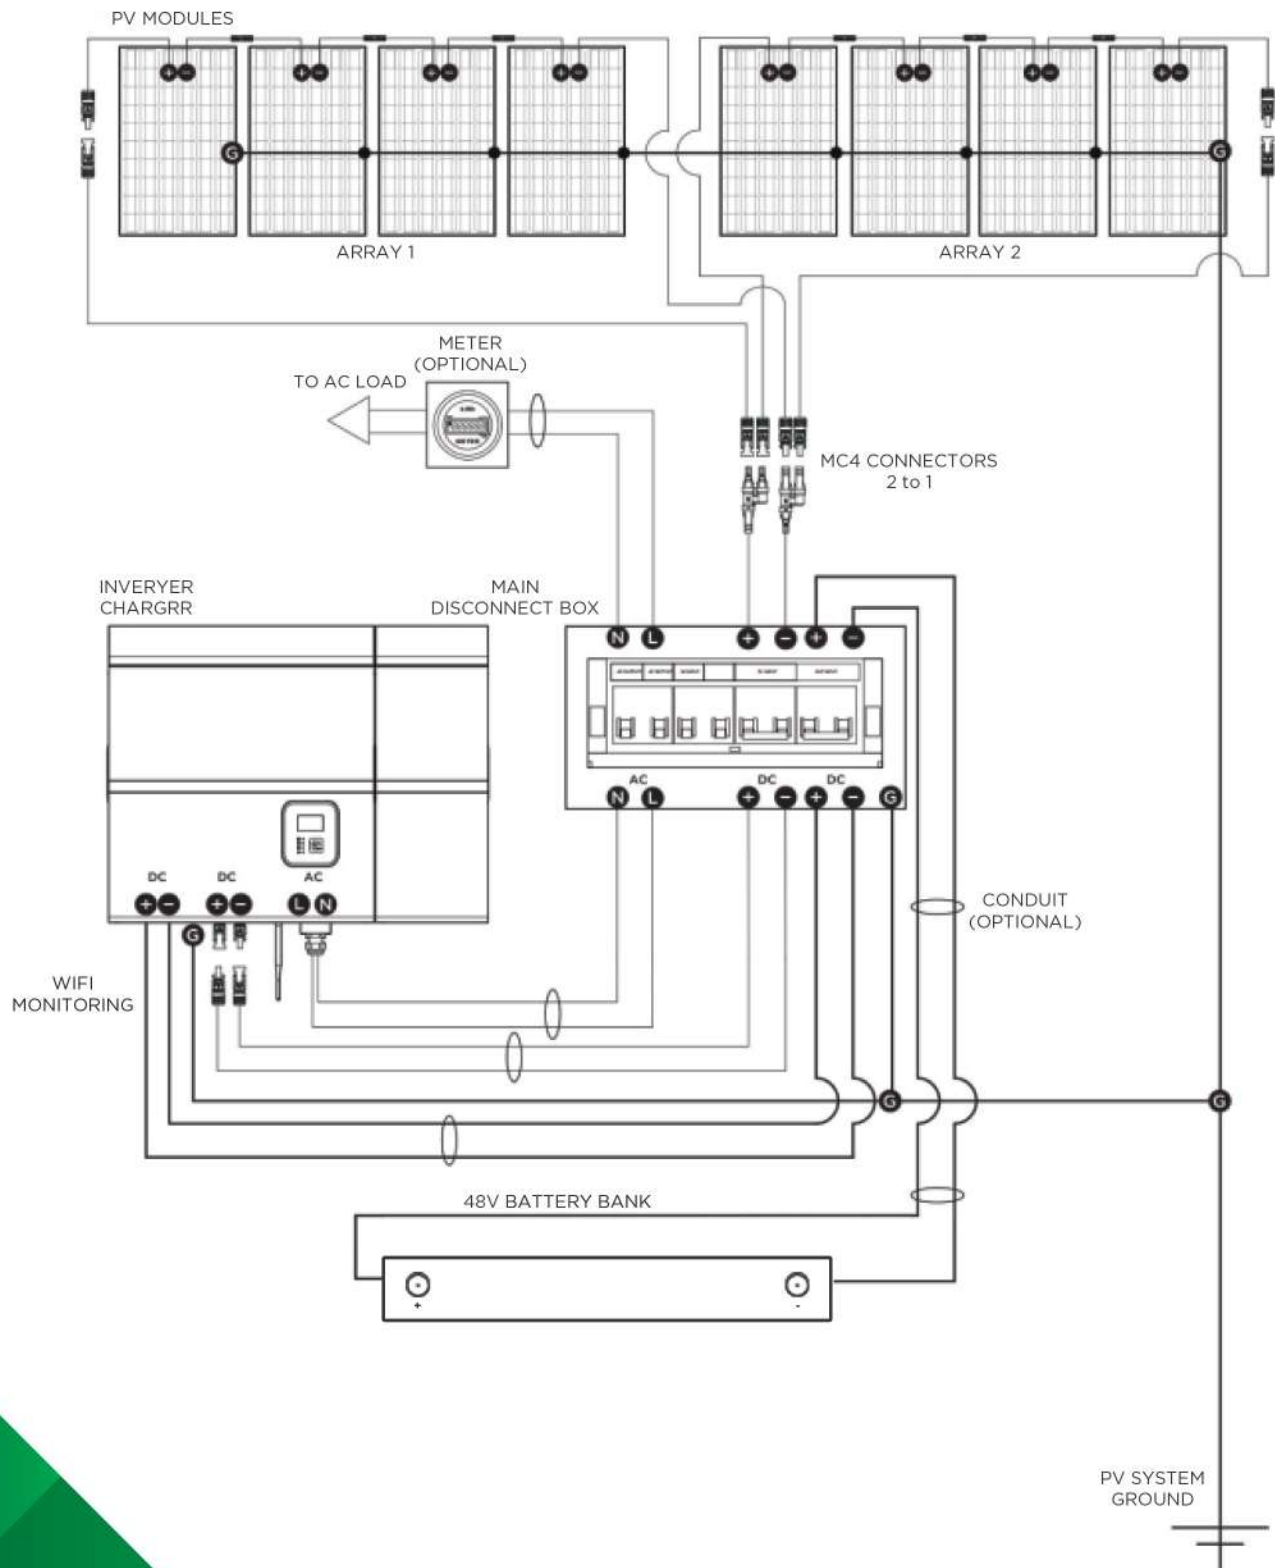 PV MODULES
+ − + − + − + − + − + − + − + −
G G
ARRAY 1 ARRAY 2
METER
(OPTIONAL)
TO AC LOAD
MC4 CONNECTORS
2 to 1
INVERYER
CHARGRR
MAIN
DISCONNECT BOX
N L + − + −
AC DC DC
N L + − + − G
DC DC AC
+ − + − L N
G
CONDUIT
(OPTIONAL)
WIFI
MONITORING
G G
48V BATTERY BANK
+ -
PV SYSTEM
GROUND